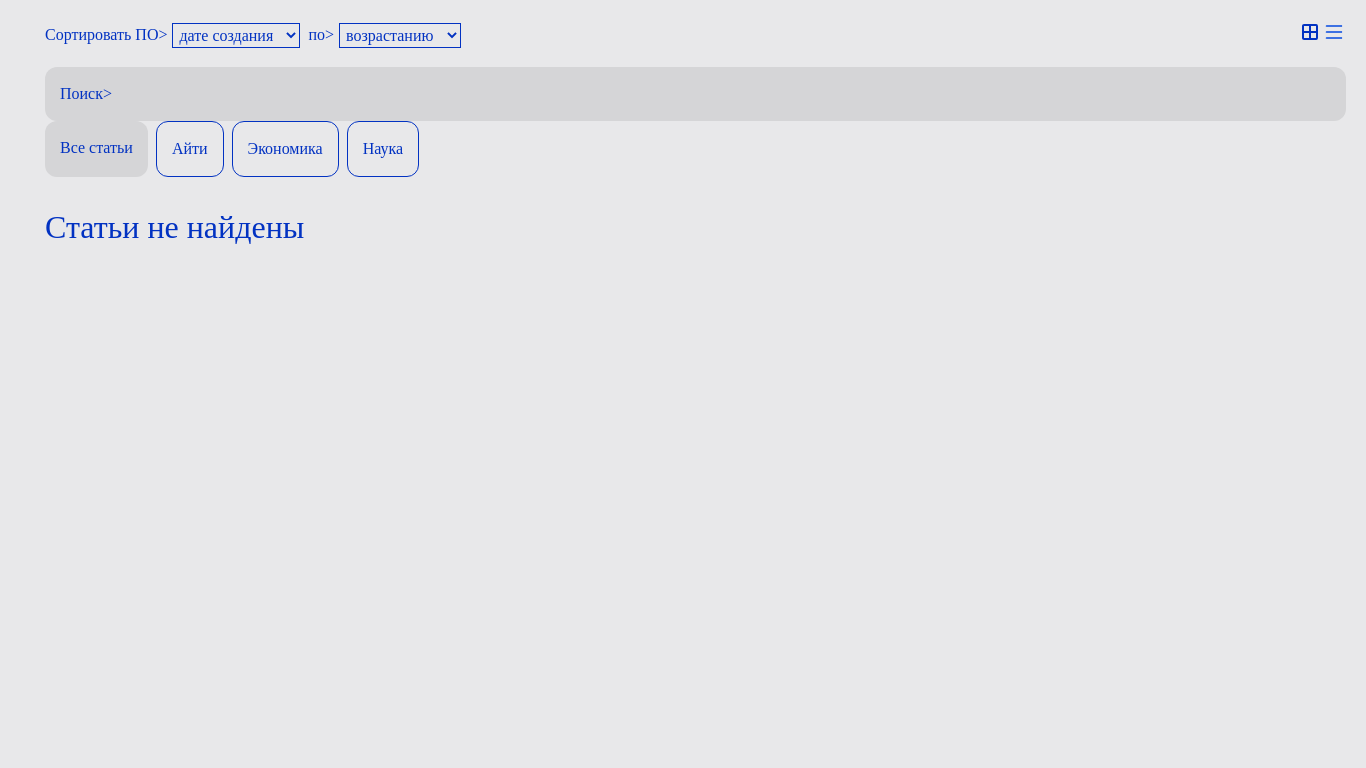 Сортировать ПО> дате создания по> возрастанию
Поиск>
Все статьи Айти Экономика Наука
Статьи не найдены